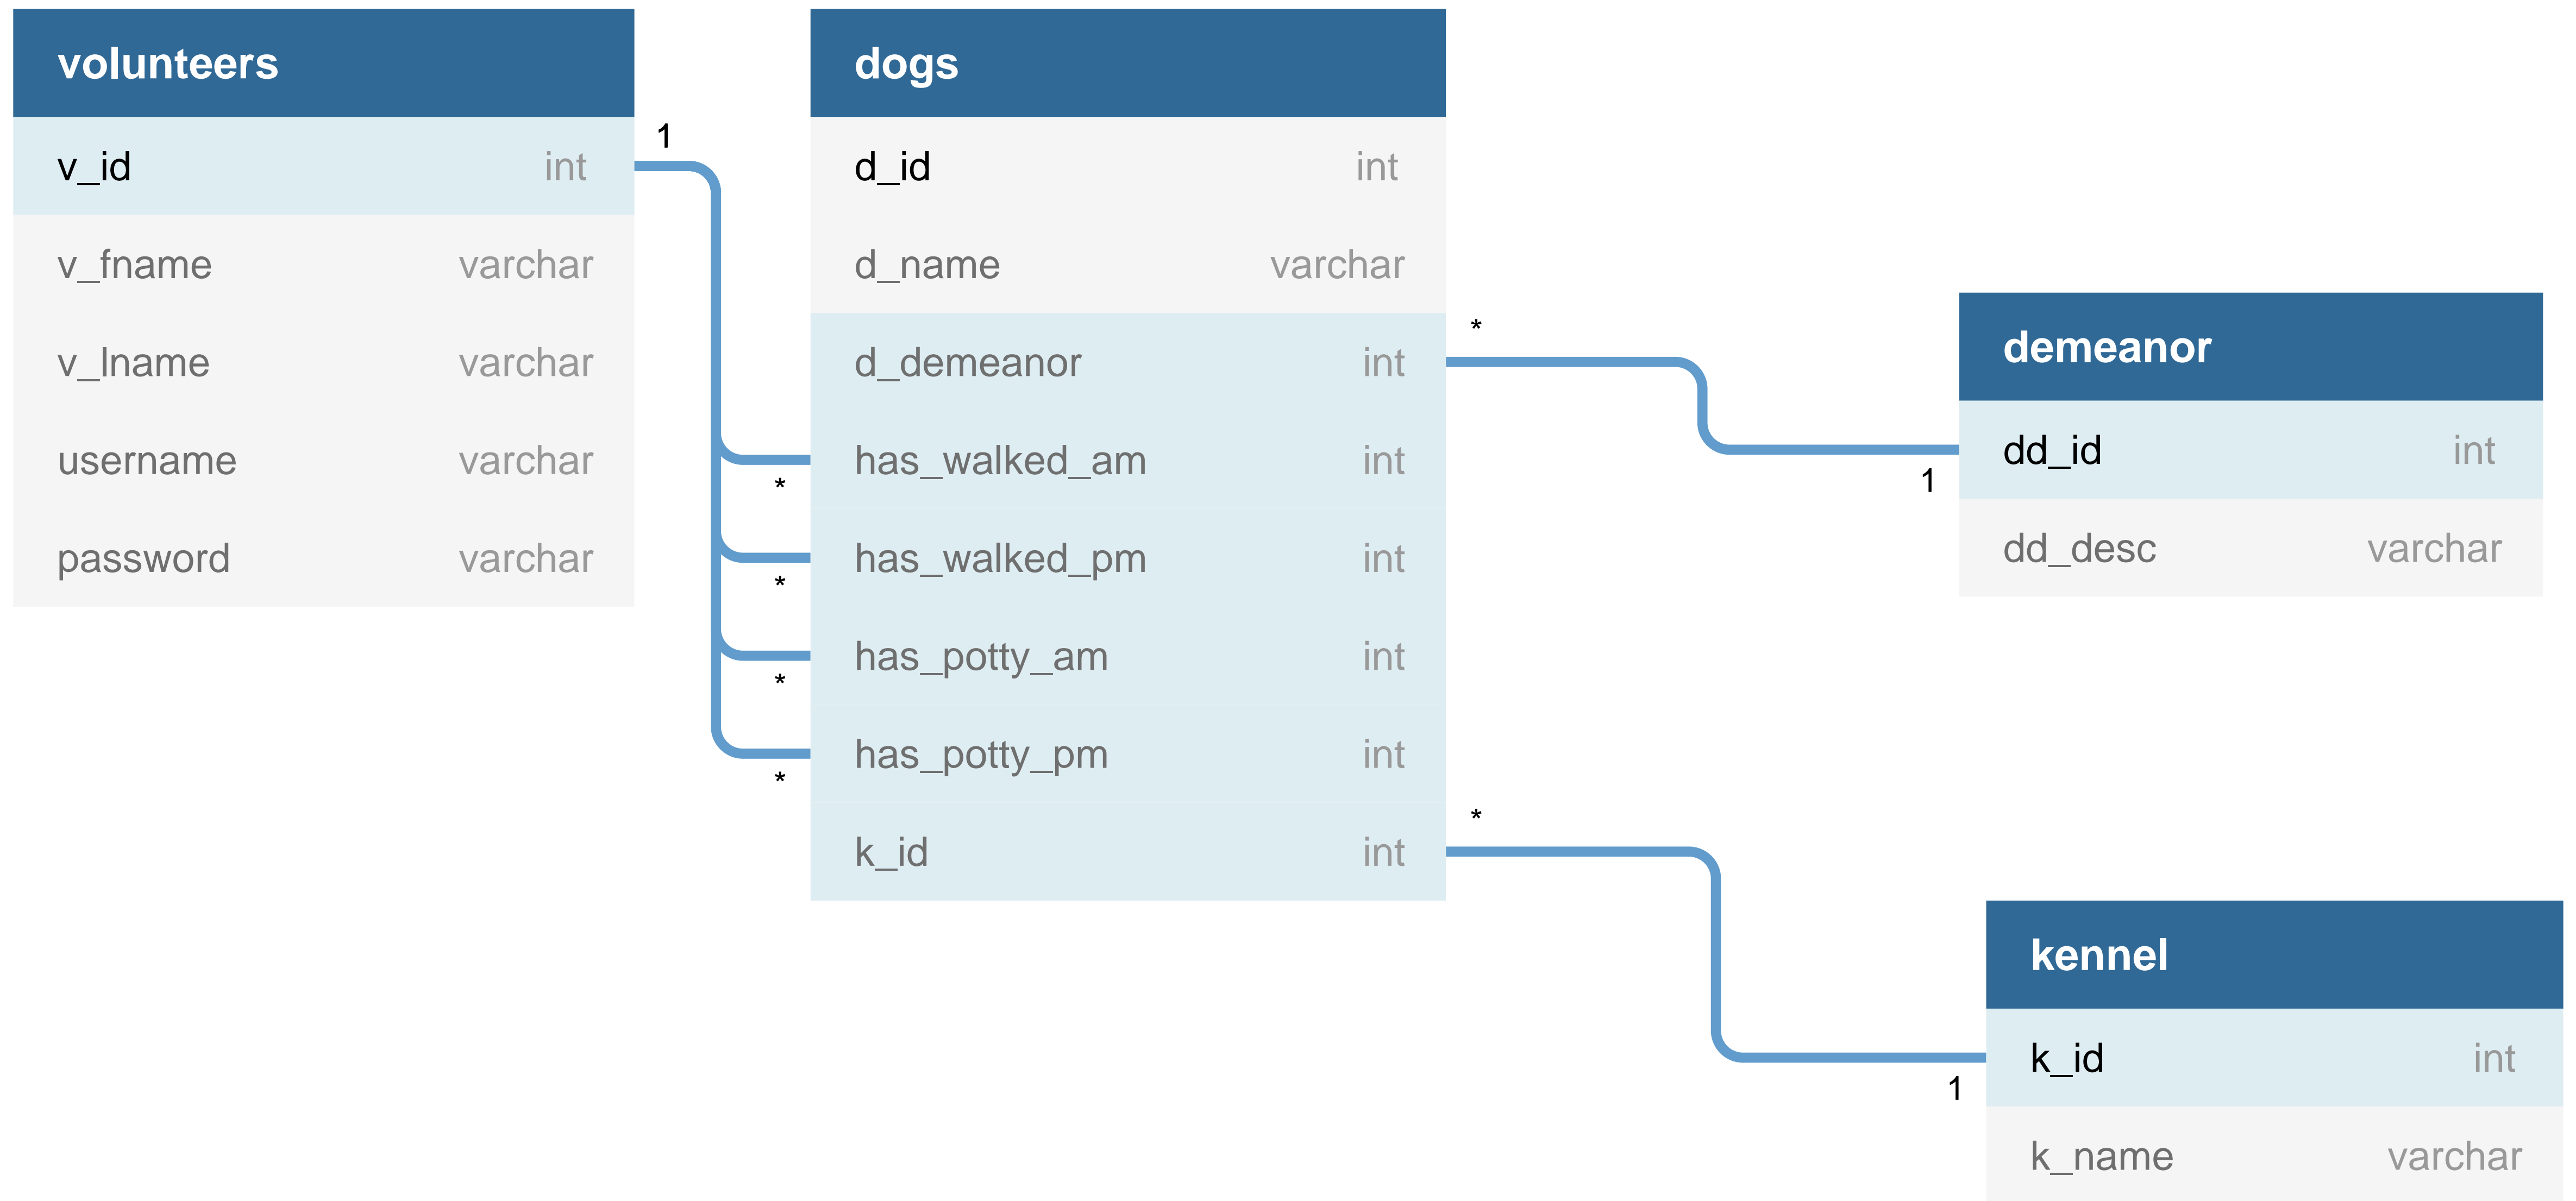 volunteers
v_id int
v_fname varchar
v_lname varchar
username varchar
password varchar
1
*
*
*
*
dogs
d_id int
d_name varchar
d_demeanor int
has_walked_am int
has_walked_pm int
has_potty_am int
has_potty_pm int
k_id int
*
1
*
1
demeanor
dd_id int
dd_desc varchar
kennel
k_id int
k_name varchar